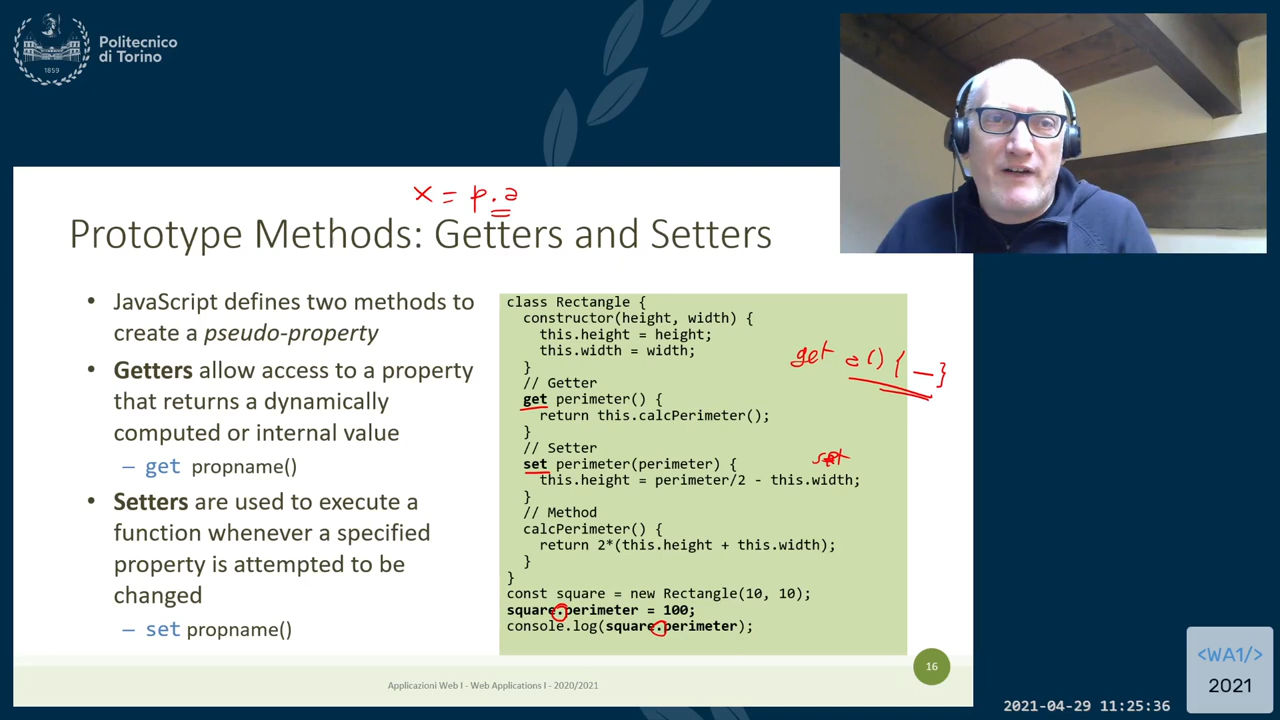 Politecnico
di Torino
1859
x = p.a
Prototype Methods: Getters and Setters
• JavaScript defines two methods to
create a pseudo-property
• Getters allow access to a property
that returns a dynamically
computed or internal value
– get propname()
• Setters are used to execute a
function whenever a specified
property is attempted to be
changed
– set propname()
class Rectangle {
constructor(height, width) {
this.height = height;
this.width = width;
}
// Getter
get perimeter() {
return this.calcPerimeter();
}
// Setter
set perimeter(perimeter) {
this.height = perimeter/2 - this.width;
}
// Method
calcPerimeter() {
return 2*(this.height + this.width);
}
}
const square = new Rectangle(10, 10);
square.perimeter = 100;
console.log(square.perimeter);
get a() { _ }
set
16
Applicazioni Web I - Web Applications I - 2020/2021
<WA1/>
2021
2021-04-29 11:25:36